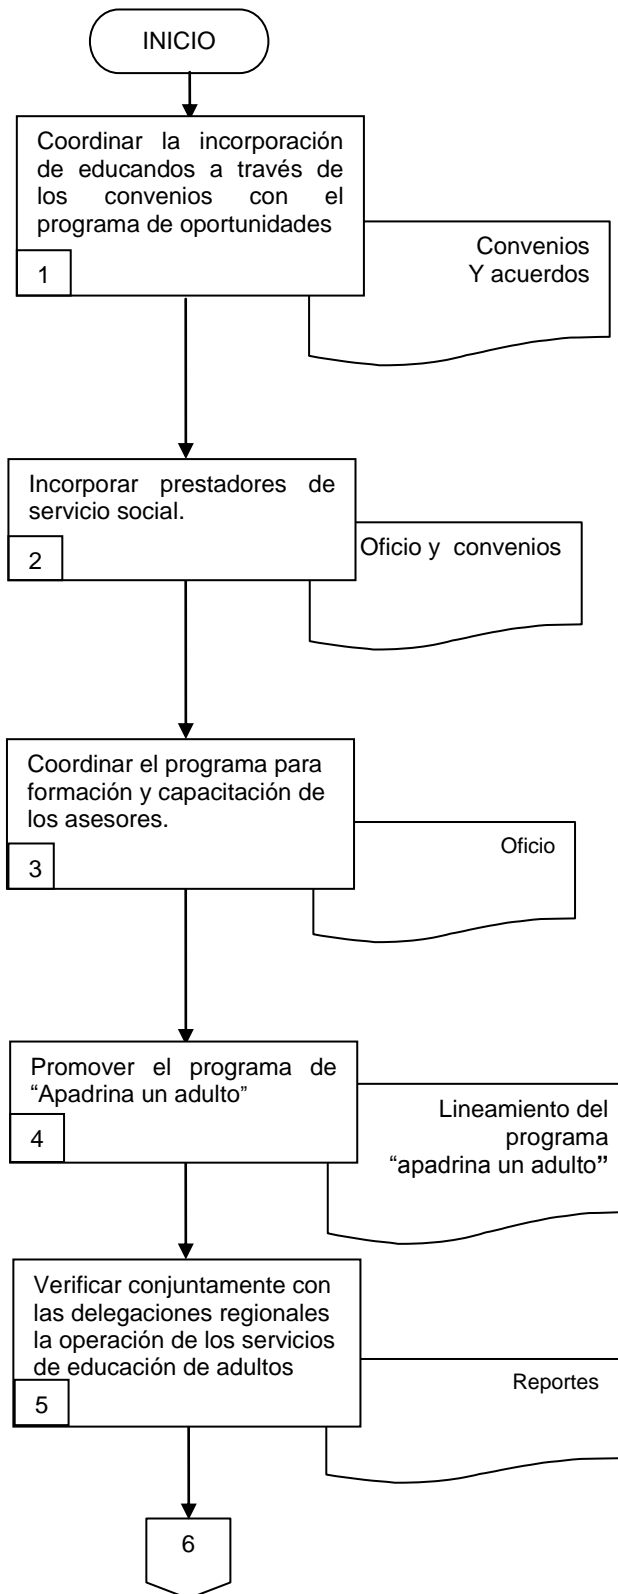 INICIO
Coordinar la incorporación
de educandos a través de
los convenios con el
programa de oportunidades
1
Convenios
Y acuerdos
Incorporar prestadores de
servicio social.
2
Oficio y convenios
Coordinar el programa para
formación y capacitación de
los asesores.
3
Oficio
Promover el programa de
“Apadrina un adulto”
4
Lineamiento del
programa
“apadrina un adulto”
Verificar conjuntamente con
las delegaciones regionales
la operación de los servicios
de educación de adultos
5
Reportes
6